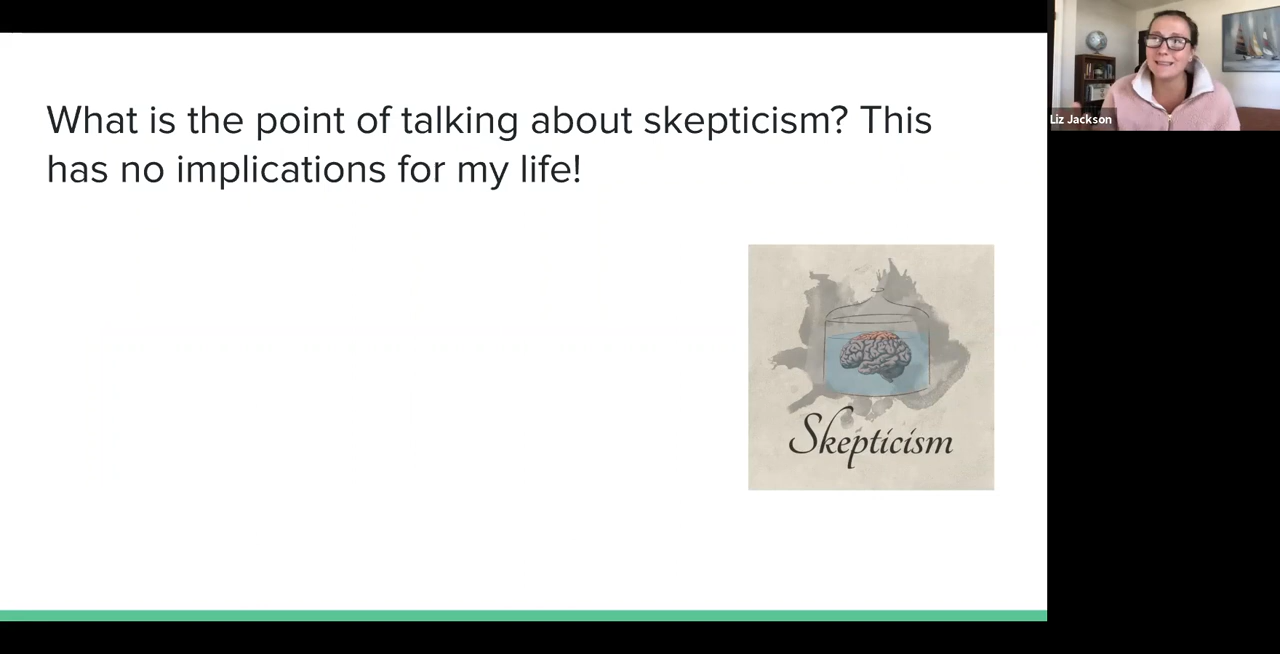 What is the point of talking about skepticism? This
has no implications for my life!
Liz Jackson
Skepticism